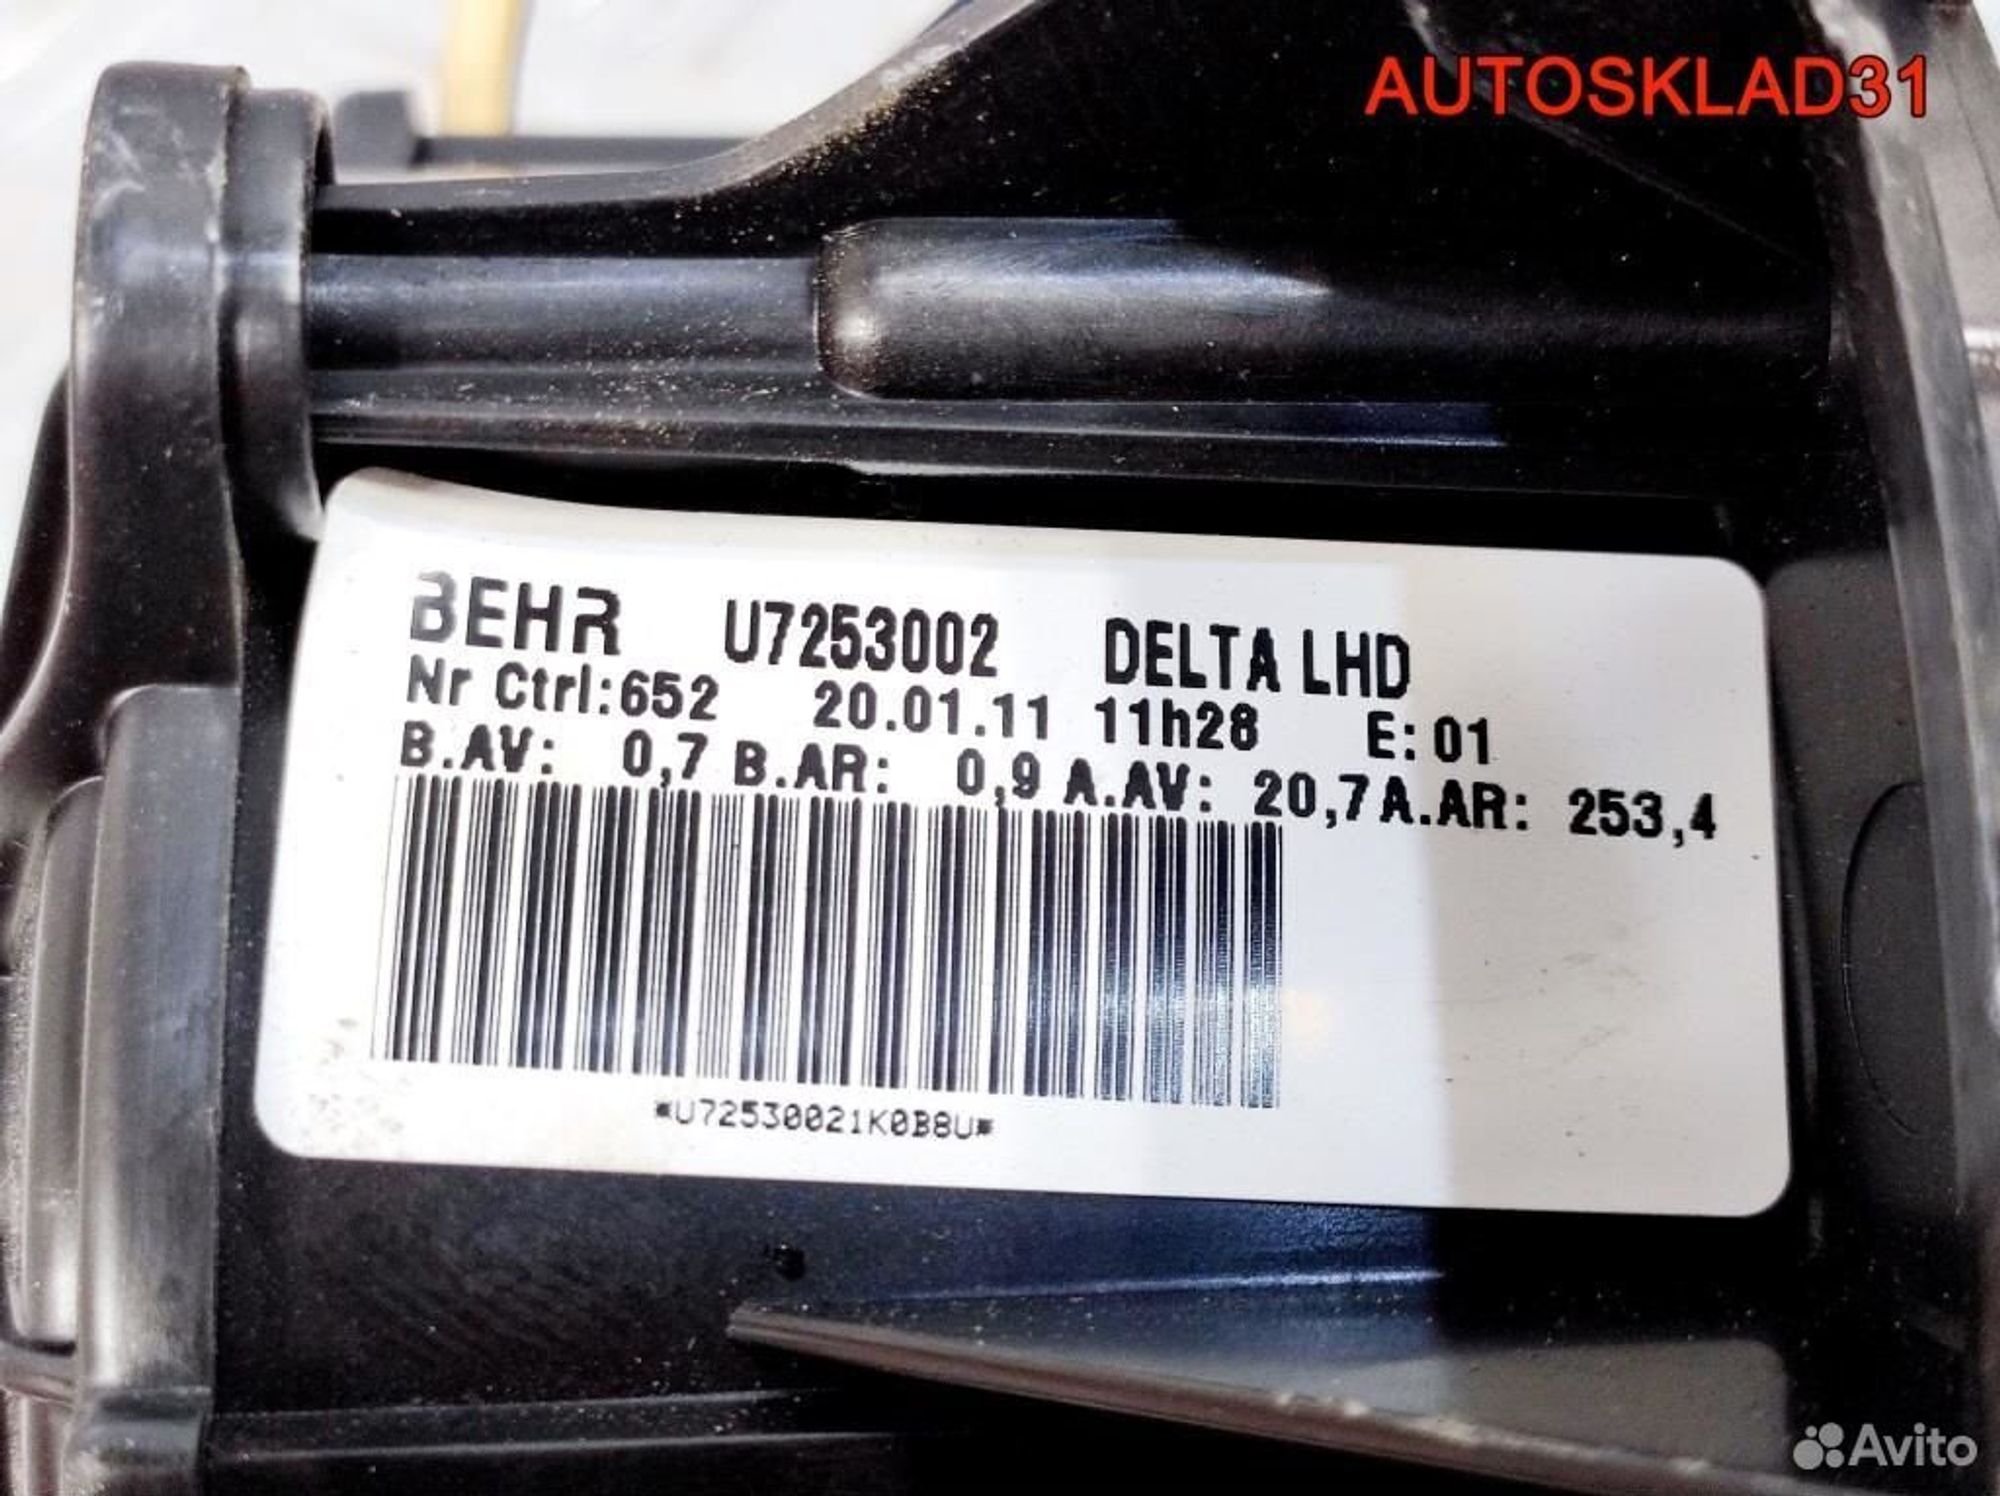 AUTOSKLAD31
BEHR U7253002 DELTA LHD
Nr Ctrl:652 20.01.11 11h28 E:01
B.AV: 0,7 B.AR: 0,9 A.AV: 20,7 A.AR: 253,4
*U72530021K0B8U*
Avito